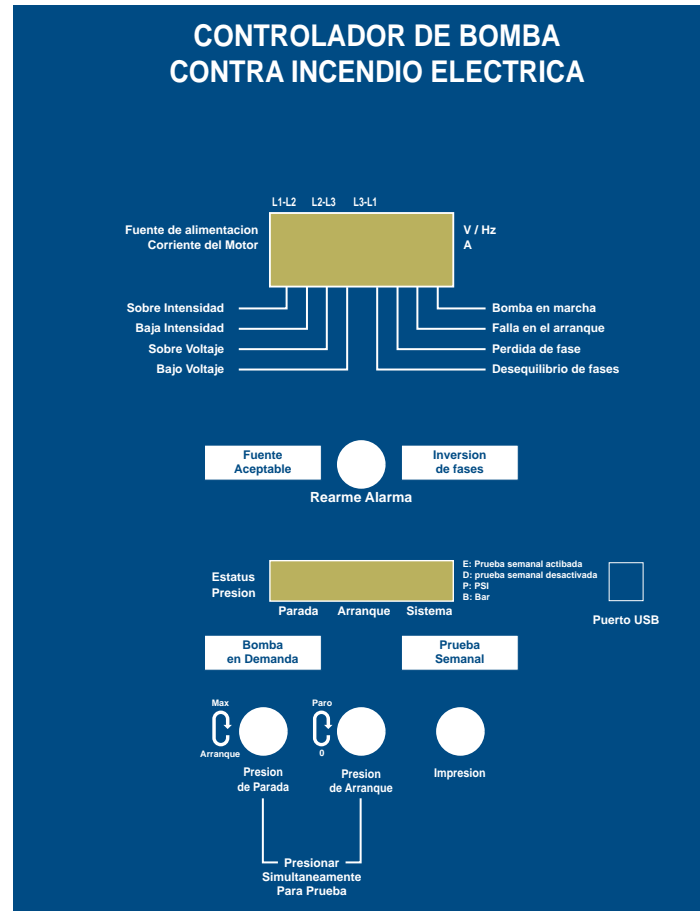 CONTROLADOR DE BOMBA
CONTRA INCENDIO ELECTRICA
L1-L2 L2-L3 L3-L1
Fuente de alimentacion
Corriente del Motor
V / Hz
A
Sobre Intensidad
Baja Intensidad
Sobre Voltaje
Bajo Voltaje
Bomba en marcha
Falla en el arranque
Perdida de fase
Desequilibrio de fases
Fuente
Aceptable
Inversion
de fases
Rearme Alarma
Estatus
Presion
E: Prueba semanal actibada
D: prueba semanal desactivada
P: PSI
B: Bar
Parada Arranque Sistema
Puerto USB
Bomba
en Demanda
Prueba
Semanal
Max
Arranque
Paro
0
Presion
de Parada
Presion
de Arranque
Impresion
Presionar
Simultaneamente
Para Prueba